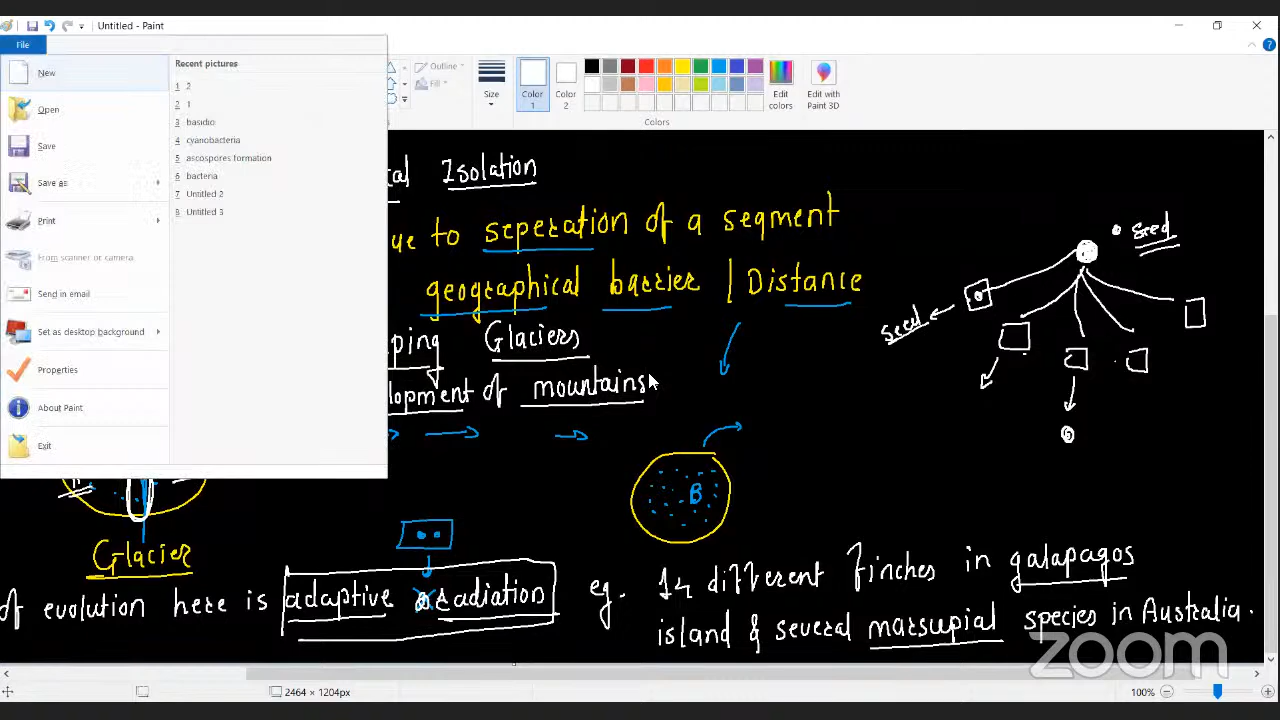 Untitled - Paint
File
New
Open
Save
Save as
Print
From scanner or camera
Send in email
Set as desktop background
Properties
About Paint
Exit
Recent pictures
1 2
2 1
3 basidio
4 cyanobacteria
5 ascospores formation
6 bacteria
7 Untitled 2
8 Untitled 3
Outline
Fill
Size
Color 1
Color 2
Edit colors
Edit with Paint 3D
Colors
al Isolation
ue to seperation of a segment
geographical barrier | Distance
ping Glaciers
lopment of mountains
seed
seed
B
Glacier
of evolution here is adaptive radiation eg. 14 different Finches in galapagos
island & several marsupial species in Australia.
zoom
2464 × 1204px
100%